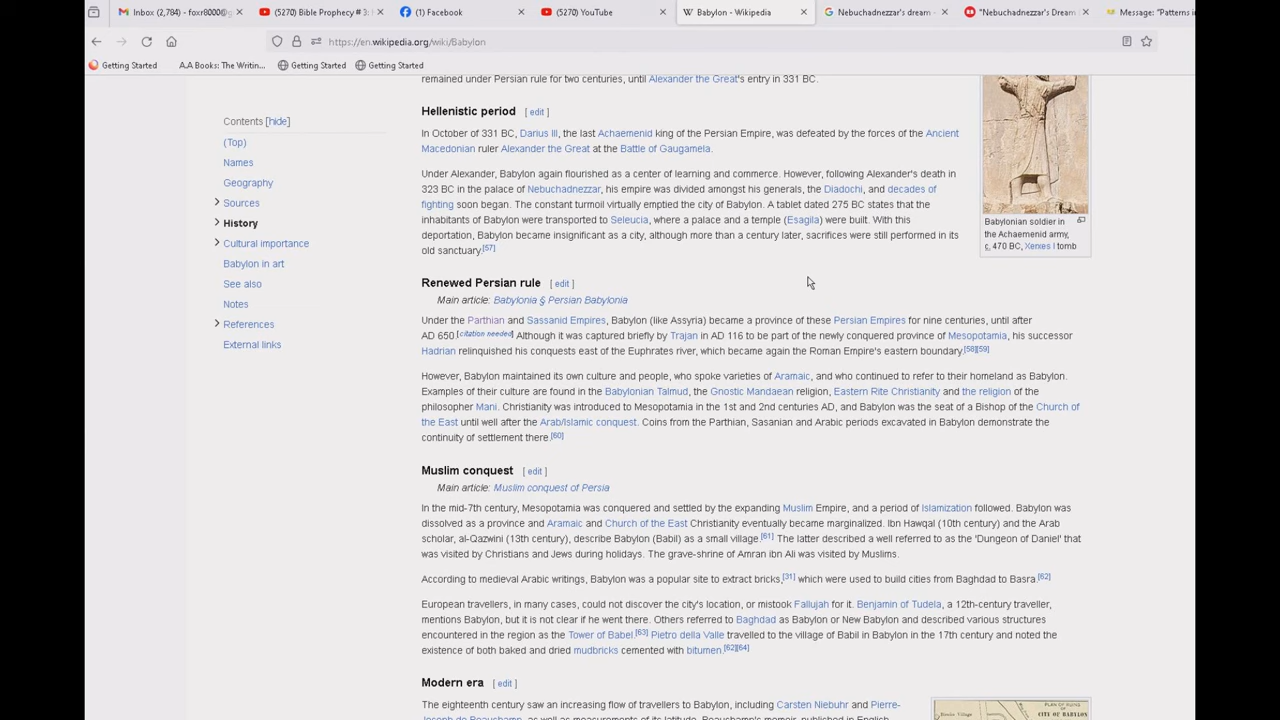 Inbox (2,784) - foxr8000@g
(5270) Bible Prophecy # 3:
(1) Facebook
(5270) YouTube
W Babylon - Wikipedia
Nebuchadnezzar's dream -
"Nebuchadnezzar's Dream
Message: "Patterns in
https://en.wikipedia.org/wiki/Babylon
Getting Started
A.A Books: The Writin...
Getting Started
Getting Started
remained under Persian rule for two centuries, until Alexander the Great's entry in 331 BC.
Contents [hide]
(Top)
Names
Geography
Sources
History
Cultural importance
Babylon in art
See also
Notes
References
External links
Hellenistic period [ edit ]
In October of 331 BC, Darius III, the last Achaemenid king of the Persian Empire, was defeated by the forces of the Ancient
Macedonian ruler Alexander the Great at the Battle of Gaugamela.
Under Alexander, Babylon again flourished as a center of learning and commerce. However, following Alexander's death in
323 BC in the palace of Nebuchadnezzar, his empire was divided amongst his generals, the Diadochi, and decades of
fighting soon began. The constant turmoil virtually emptied the city of Babylon. A tablet dated 275 BC states that the
inhabitants of Babylon were transported to Seleucia, where a palace and a temple (Esagila) were built. With this
deportation, Babylon became insignificant as a city, although more than a century later, sacrifices were still performed in its
old sanctuary.[57]
Babylonian soldier in
the Achaemenid army,
c. 470 BC, Xerxes I tomb
Renewed Persian rule [ edit ]
Main article: Babylonia § Persian Babylonia
Under the Parthian and Sassanid Empires, Babylon (like Assyria) became a province of these Persian Empires for nine centuries, until after
AD 650.[citation needed] Although it was captured briefly by Trajan in AD 116 to be part of the newly conquered province of Mesopotamia, his successor
Hadrian relinquished his conquests east of the Euphrates river, which became again the Roman Empire's eastern boundary.[58][59]
However, Babylon maintained its own culture and people, who spoke varieties of Aramaic, and who continued to refer to their homeland as Babylon.
Examples of their culture are found in the Babylonian Talmud, the Gnostic Mandaean religion, Eastern Rite Christianity and the religion of the
philosopher Mani. Christianity was introduced to Mesopotamia in the 1st and 2nd centuries AD, and Babylon was the seat of a Bishop of the Church of
the East until well after the Arab/Islamic conquest. Coins from the Parthian, Sasanian and Arabic periods excavated in Babylon demonstrate the
continuity of settlement there.[60]
Muslim conquest [ edit ]
Main article: Muslim conquest of Persia
In the mid-7th century, Mesopotamia was conquered and settled by the expanding Muslim Empire, and a period of Islamization followed. Babylon was
dissolved as a province and Aramaic and Church of the East Christianity eventually became marginalized. Ibn Hawqal (10th century) and the Arab
scholar, al-Qazwini (13th century), describe Babylon (Babil) as a small village.[61] The latter described a well referred to as the 'Dungeon of Daniel' that
was visited by Christians and Jews during holidays. The grave-shrine of Amran ibn Ali was visited by Muslims.
According to medieval Arabic writings, Babylon was a popular site to extract bricks,[31] which were used to build cities from Baghdad to Basra.[62]
European travellers, in many cases, could not discover the city's location, or mistook Fallujah for it. Benjamin of Tudela, a 12th-century traveller,
mentions Babylon, but it is not clear if he went there. Others referred to Baghdad as Babylon or New Babylon and described various structures
encountered in the region as the Tower of Babel.[63] Pietro della Valle travelled to the village of Babil in Babylon in the 17th century and noted the
existence of both baked and dried mudbricks cemented with bitumen.[62][64]
Modern era [ edit ]
The eighteenth century saw an increasing flow of travellers to Babylon, including Carsten Niebuhr and Pierre-
Joseph de Beauchamp, as well as measurements of its latitude. Beauchamp's memoir, published in English
CITY OF BABYLON